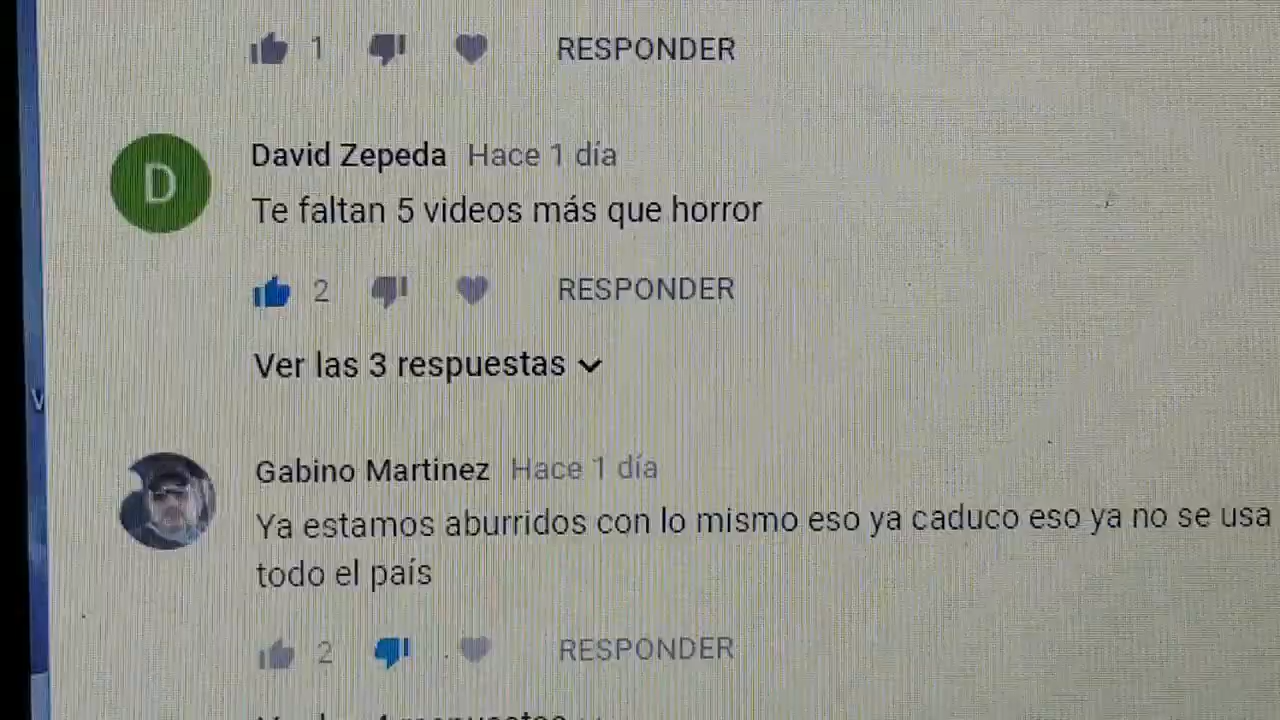 1 RESPONDER
D
David Zepeda Hace 1 día
Te faltan 5 videos más que horror
2 RESPONDER
Ver las 3 respuestas
V
Gabino Martinez Hace 1 día
Ya estamos aburridos con lo mismo eso ya caduco eso ya no se usa
todo el país
2 RESPONDER